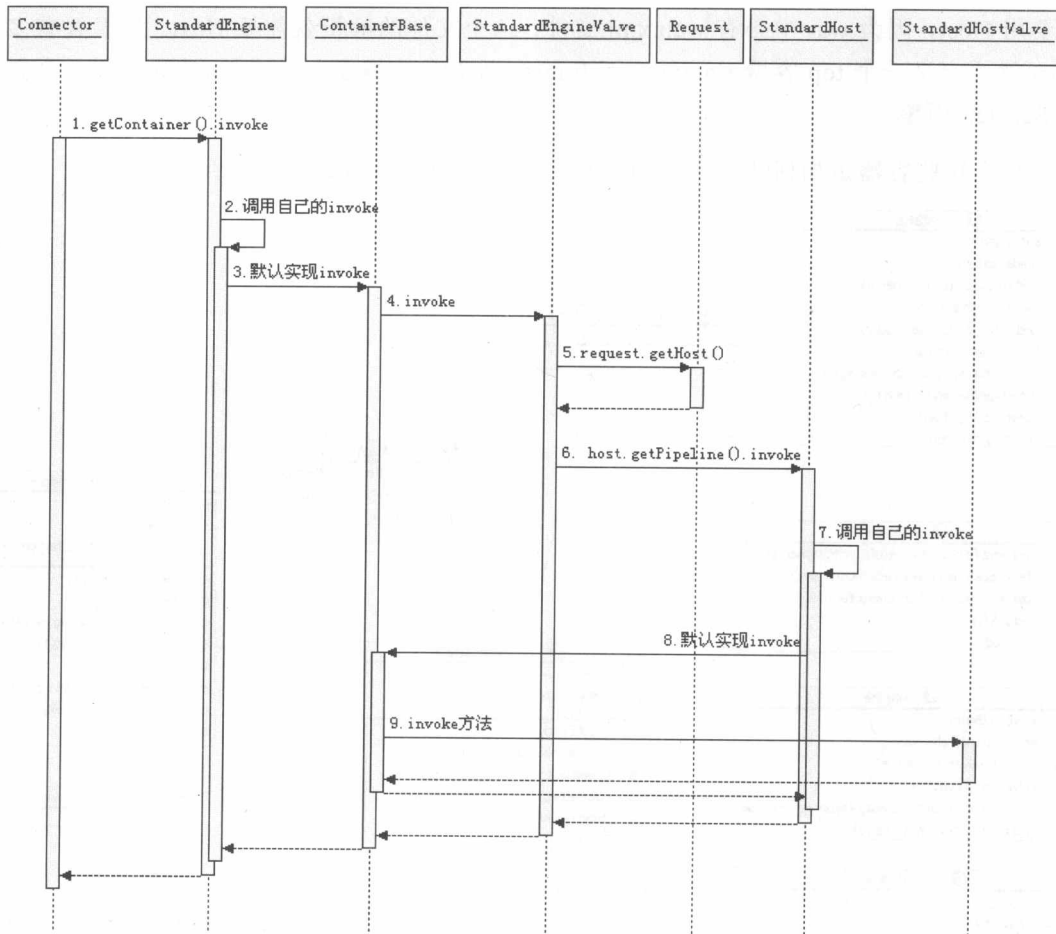 Connector
StandardEngine
ContainerBase
StandardEngineValve
Request
StandardHost
StandardHostValve
1.getContainer().invoke
2.调用自己的invoke
3.默认实现invoke
4.invoke
5.request.getHost()
6. host.getPipeline().invoke
7.调用自己的invoke
8.默认实现invoke
9.invoke方法